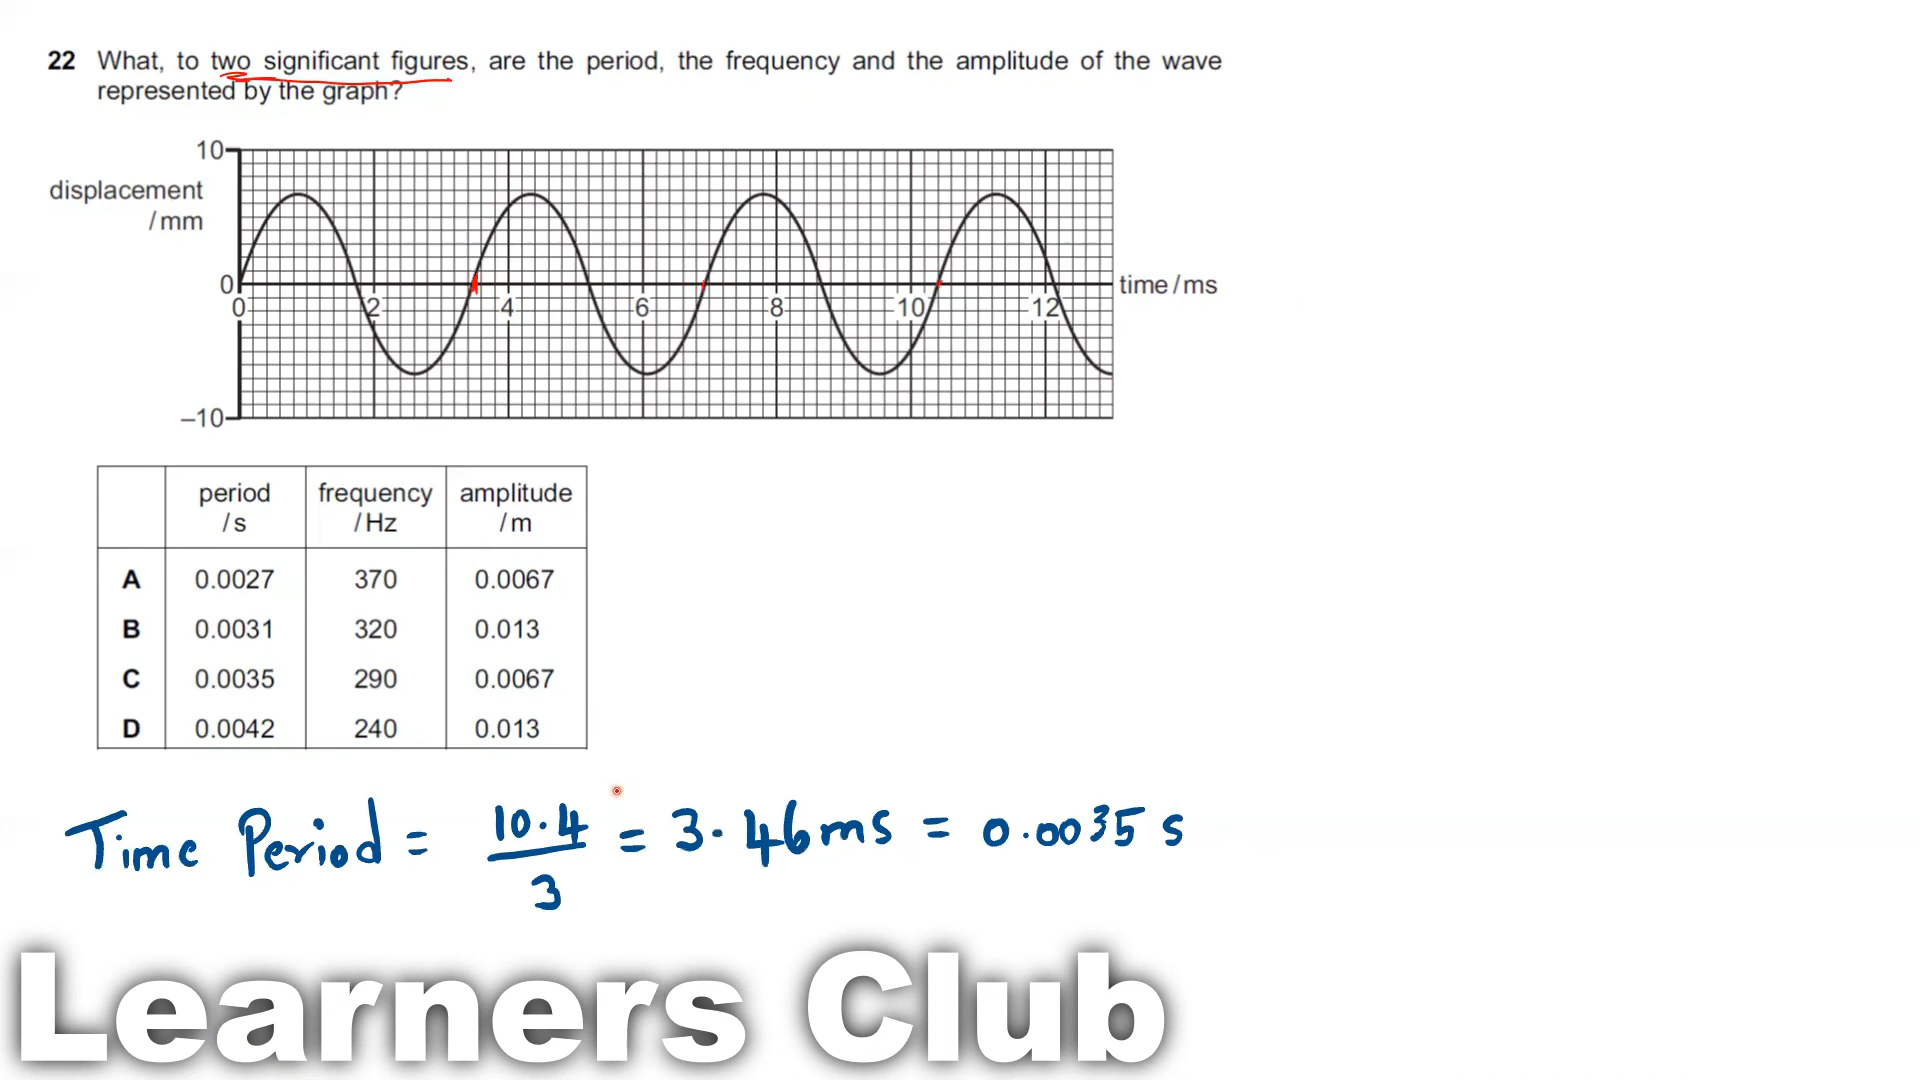 22 What, to two significant figures, are the period, the frequency and the amplitude of the wave
represented by the graph?
10
displacement
/mm
0
time/ms
0 2 4 6 8 10 12
–10
period frequency amplitude
/s /Hz /m
A 0.0027 370 0.0067
B 0.0031 320 0.013
C 0.0035 290 0.0067
D 0.0042 240 0.013
Time Period = 10.4 / 3 = 3.46ms = 0.0035 s
Learners Club